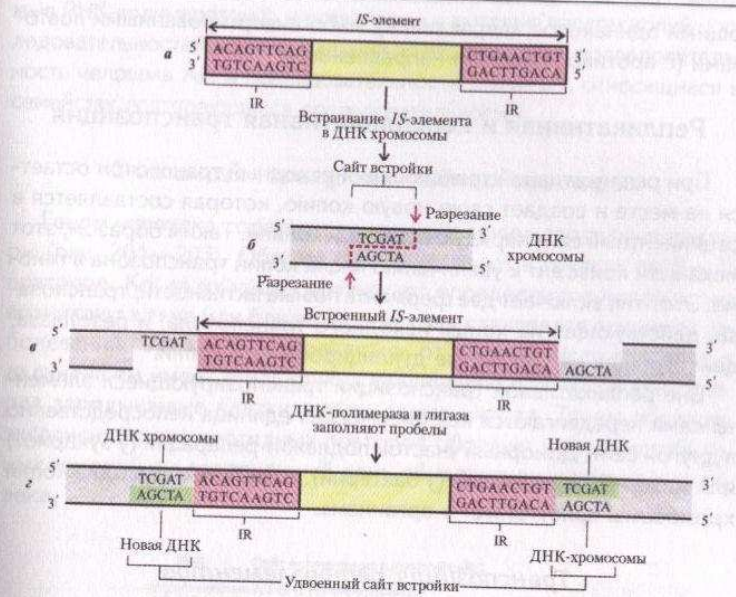 IS-элемент
5′ ACAGTTCAG CTGAACTGT 3′
а
3′ TGTCAAGTC GACTTGACA 5′
IR IR
Встраивание IS-элемента
в ДНК хромосомы
Сайт встройки
Разрезание
5′ 3′
б TCGAT ДНК
AGCTA хромосомы
3′ 5′
Разрезание
Встроенный IS-элемент
5′ TCGAT ACAGTTCAG CTGAACTGT 3′
в
3′ TGTCAAGTC GACTTGACA AGCTA 5′
IR IR
ДНК-полимераза и лигаза
заполняют пробелы
ДНК хромосомы Новая ДНК
5′ TCGAT ACAGTTCAG CTGAACTGT TCGAT 3′
г
3′ AGCTA TGTCAAGTC GACTTGACA AGCTA 5′
IR IR
Новая ДНК ДНК-хромосомы
Удвоенный сайт встройки